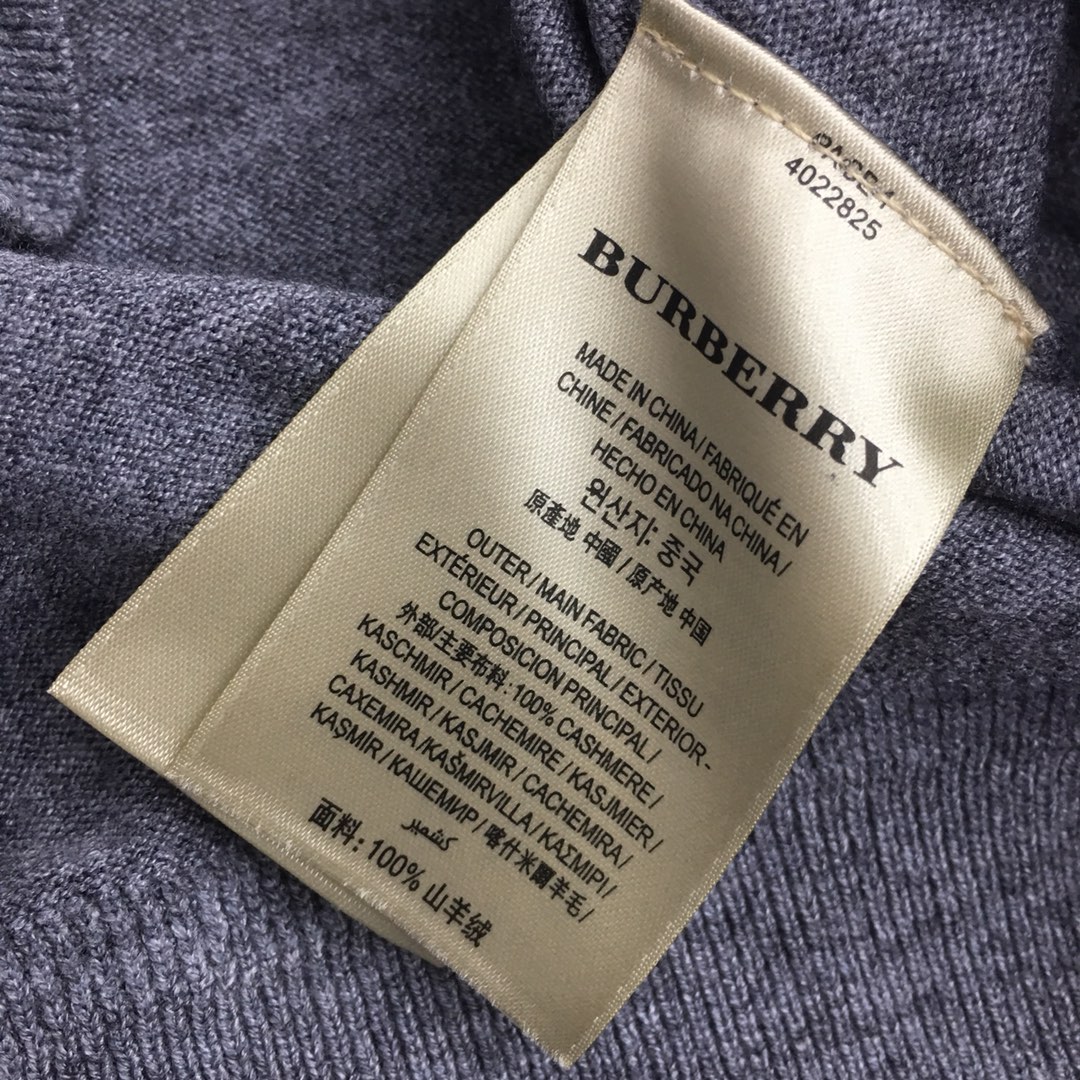 4022825
BURBERRY
MADE IN CHINA / FABRIQUÉ EN
CHINE / FABRICADO NA CHINA /
HECHO EN CHINA
원산지: 중국
原產地 中國 / 原产地 中国
OUTER / MAIN FABRIC / TISSU
EXTÉRIEUR / PRINCIPAL / EXTERIOR-
COMPOSICION PRINCIPAL /
外部/主要布料: 100% CASHMERE /
KASCHMIR / CACHEMIRE / KASJMIER /
KASHMIR / KASJMIR / CACHEMIRA /
CAXEMIRA / KAŠMIRVILLA / ΚΑΣΜΙΡΙ /
KAŞMİR / КАШЕМИР / 喀什米爾羊毛 /
كشمير
面料: 100% 山羊绒